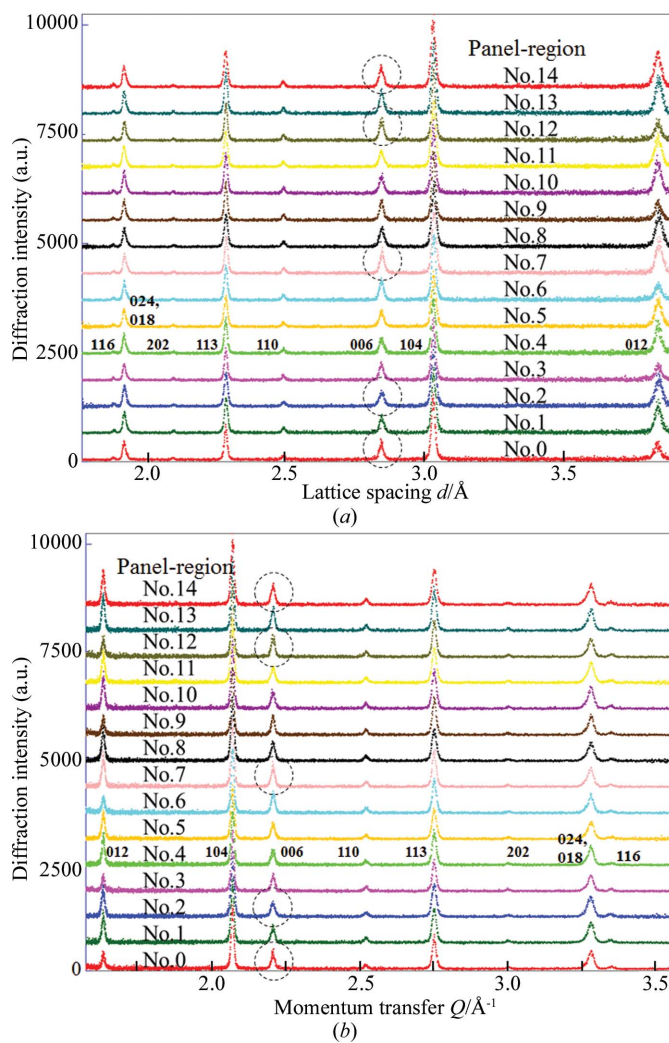 10000
Panel-region
No.14
No.13
No.12
7500
No.11
No.10
No.9
5000
No.8
No.7
No.6
024,
018
No.5
116 202 113 110 006 104 No.4 012
2500
No.3
No.2
No.1
0
No.0
2.0 2.5 3.0 3.5
Diffraction intensity (a.u.)
Lattice spacing d/Å
(a)
10000
Panel-region
No.14
No.13
No.12
7500
No.11
No.10
No.9
5000
No.8
No.7
No.6
No.5
024,
018
012 No.4 104 006 110 113 202 116
2500
No.3
No.2
No.1
0
No.0
2.0 2.5 3.0 3.5
Diffraction intensity (a.u.)
Momentum transfer Q/Å⁻¹
(b)